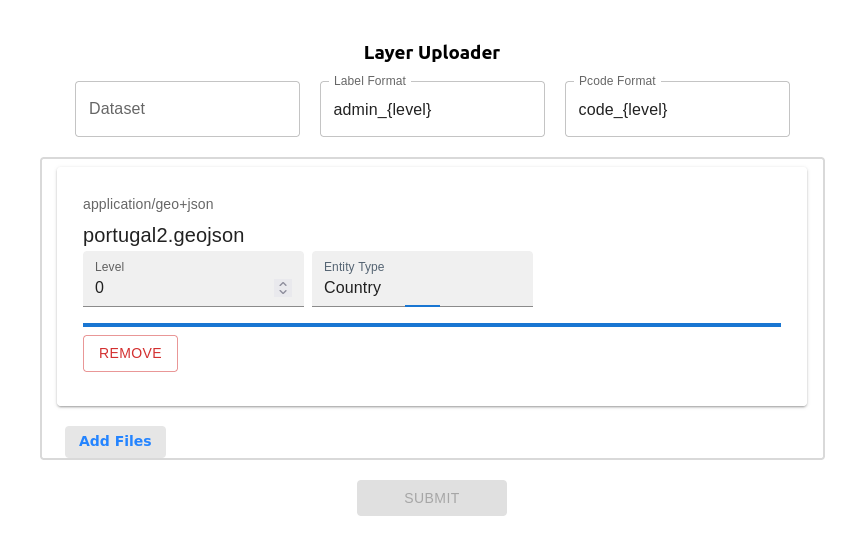 Layer Uploader
Dataset
Label Format
admin_{level}
Pcode Format
code_{level}
application/geo+json
portugal2.geojson
Level
0
Entity Type
Country
REMOVE
Add Files
SUBMIT